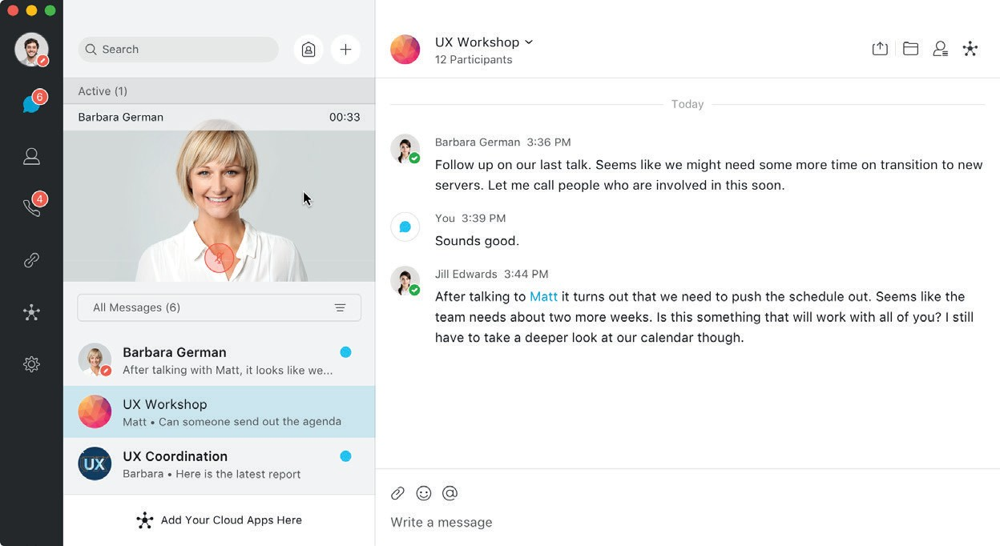 6
4
Search
Active (1)
Barbara German 00:33
All Messages (6)
Barbara German
After talking with Matt, it looks like we...
UX Workshop
Matt • Can someone send out the agenda
UX
UX Coordination
Barbara • Here is the latest report
Add Your Cloud Apps Here
UX Workshop
12 Participants
Today
Barbara German 3:36 PM
Follow up on our last talk. Seems like we might need some more time on transition to new
servers. Let me call people who are involved in this soon.
You 3:39 PM
Sounds good.
Jill Edwards 3:44 PM
After talking to Matt it turns out that we need to push the schedule out. Seems like the
team needs about two more weeks. Is this something that will work with all of you? I still
have to take a deeper look at our calendar though.
Write a message